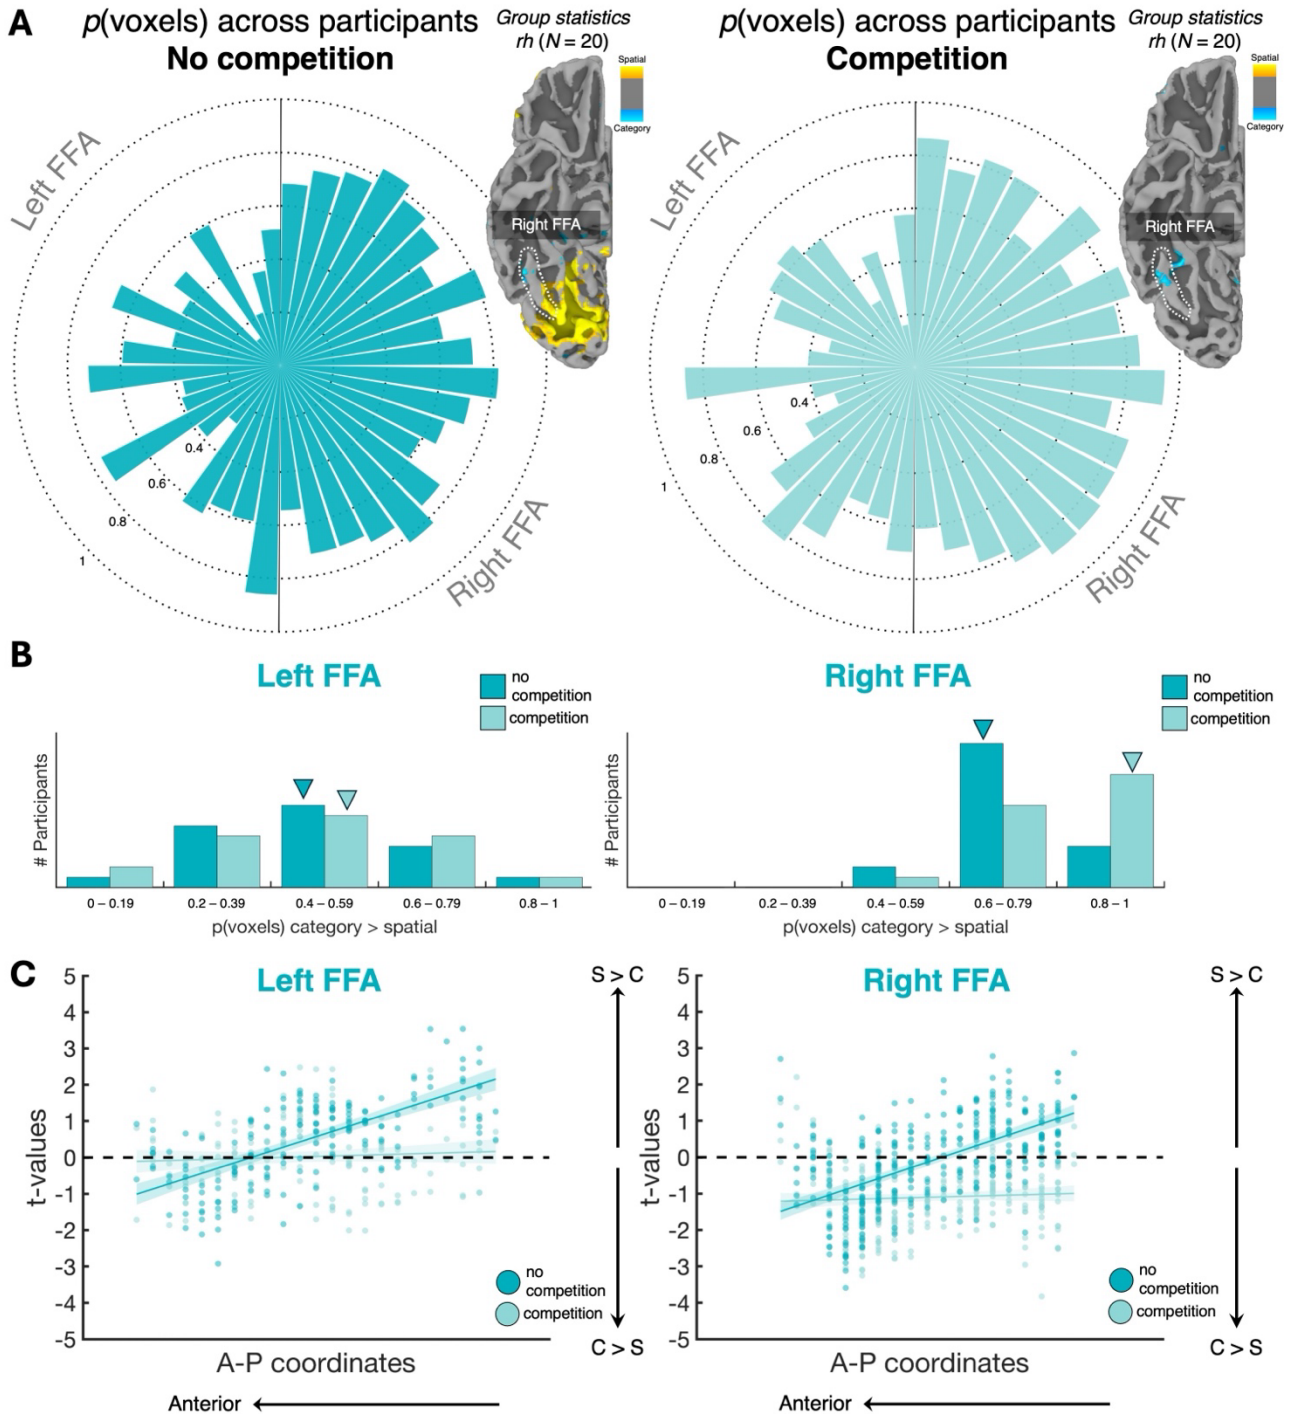 A
p(voxels) across participants
No competition
Group statistics
rh (N = 20)
Spatial
Category
Left FFA
Right FFA
0.4
0.6
0.8
1
Right FFA
p(voxels) across participants
Competition
Group statistics
rh (N = 20)
Spatial
Category
Left FFA
Right FFA
0.4
0.6
0.8
1
Right FFA
B
Left FFA
no
competition
competition
# Participants
0 – 0.19
0.2 – 0.39
0.4 – 0.59
0.6 – 0.79
0.8 – 1
p(voxels) category > spatial
Right FFA
no
competition
competition
# Participants
0 – 0.19
0.2 – 0.39
0.4 – 0.59
0.6 – 0.79
0.8 – 1
p(voxels) category > spatial
C
Left FFA
5
4
3
2
1
0
-1
-2
-3
-4
-5
t-values
S > C
C > S
no
competition
competition
A-P coordinates
Anterior
Right FFA
5
4
3
2
1
0
-1
-2
-3
-4
-5
t-values
S > C
C > S
no
competition
competition
A-P coordinates
Anterior